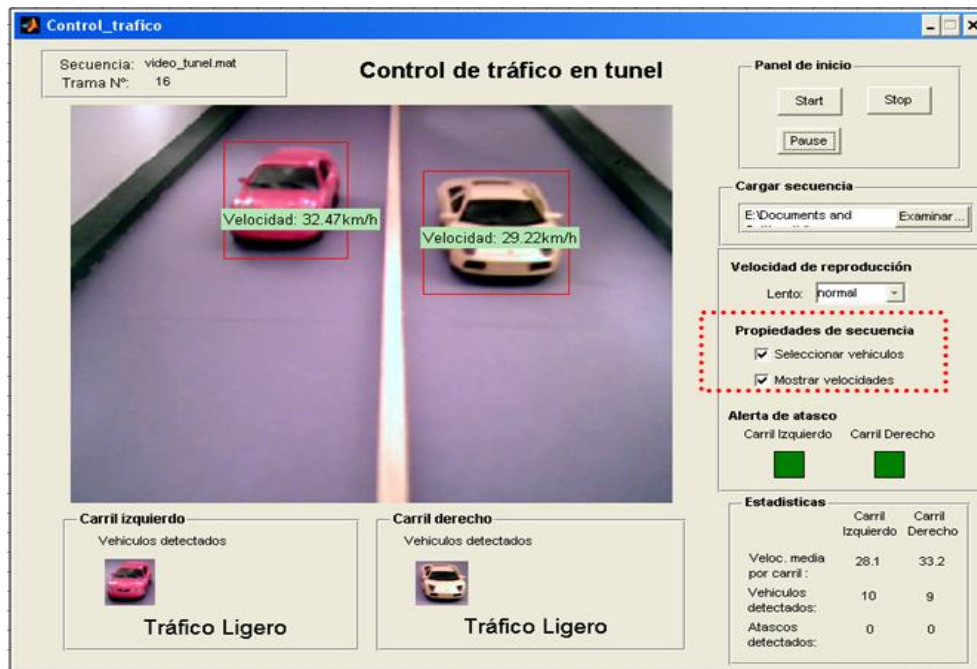 Control_trafico
Secuencia: video_tunel.mat
Trama Nº: 16
Control de tráfico en tunel
Velocidad: 32.47km/h
Velocidad: 29.22km/h
Carril izquierdo
Vehiculos detectados
Tráfico Ligero
Carril derecho
Vehiculos detectados
Tráfico Ligero
Panel de inicio
Start Stop
Pause
Cargar secuencia
E:\Documents and
Examinar...
Velocidad de reproducción
Lento: normal
Propiedades de secuencia
Seleccionar vehiculos
Mostrar velocidades
Alerta de atasco
Carril Izquierdo Carril Derecho
Estadisticas
Carril Izquierdo Carril Derecho
Veloc. media por carril : 28.1 33.2
Vehiculos detectados: 10 9
Atascos detectados: 0 0